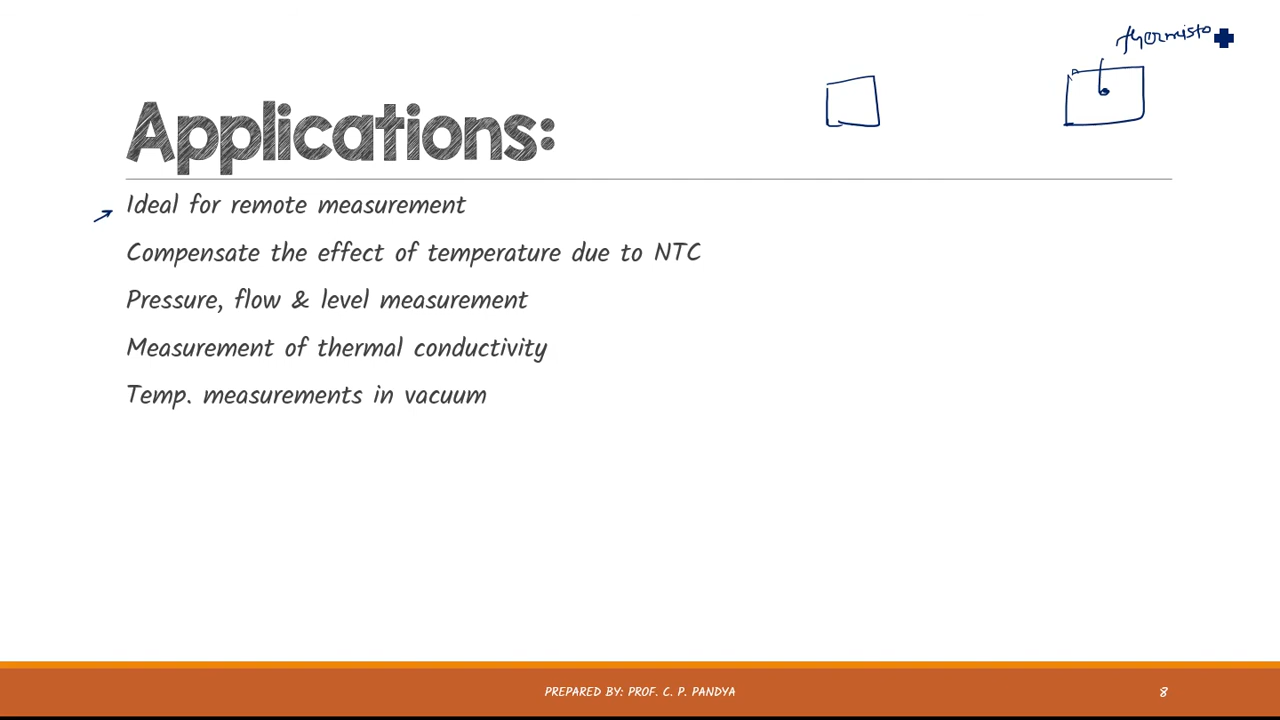 thermisto
Applications:
Ideal for remote measurement
Compensate the effect of temperature due to NTC
Pressure, flow & level measurement
Measurement of thermal conductivity
Temp. measurements in vacuum
PREPARED BY: PROF. C. P. PANDYA
8